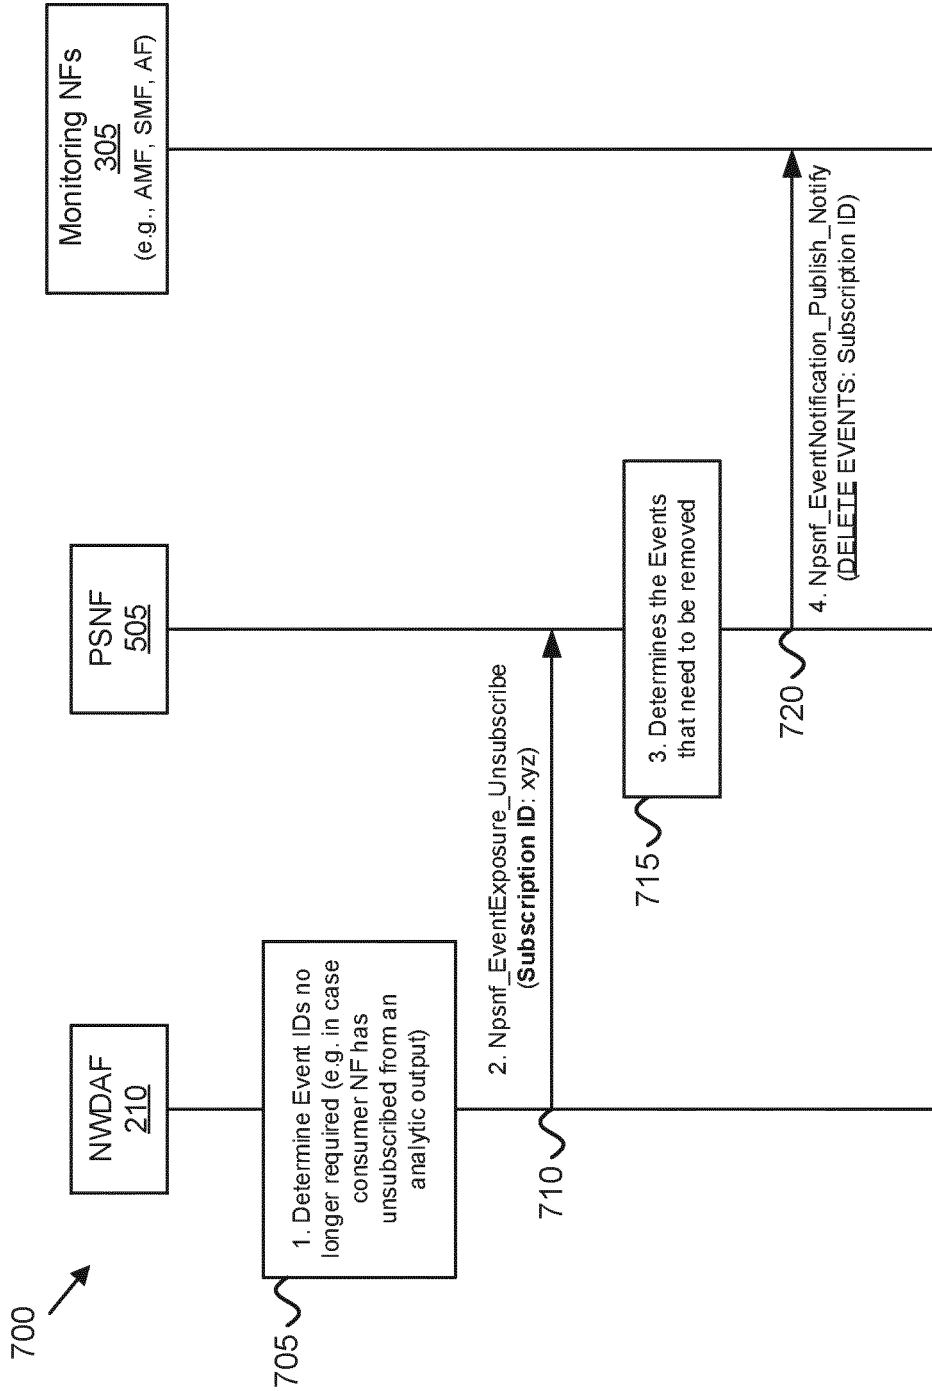 700
NWDAF
210
PSNF
505
Monitoring NFs
305
(e.g., AMF, SMF, AF)
1. Determine Event IDs no
longer required (e.g. in case
consumer NF has
unsubscribed from an
analytic output)
705
2. Npsnf_EventExposure_Unsubscribe
(Subscription ID: xyz)
710
3. Determines the Events
that need to be removed
715
4. Npsnf_EventNotification_Publish_Notify
(DELETE EVENTS: Subscription ID)
720